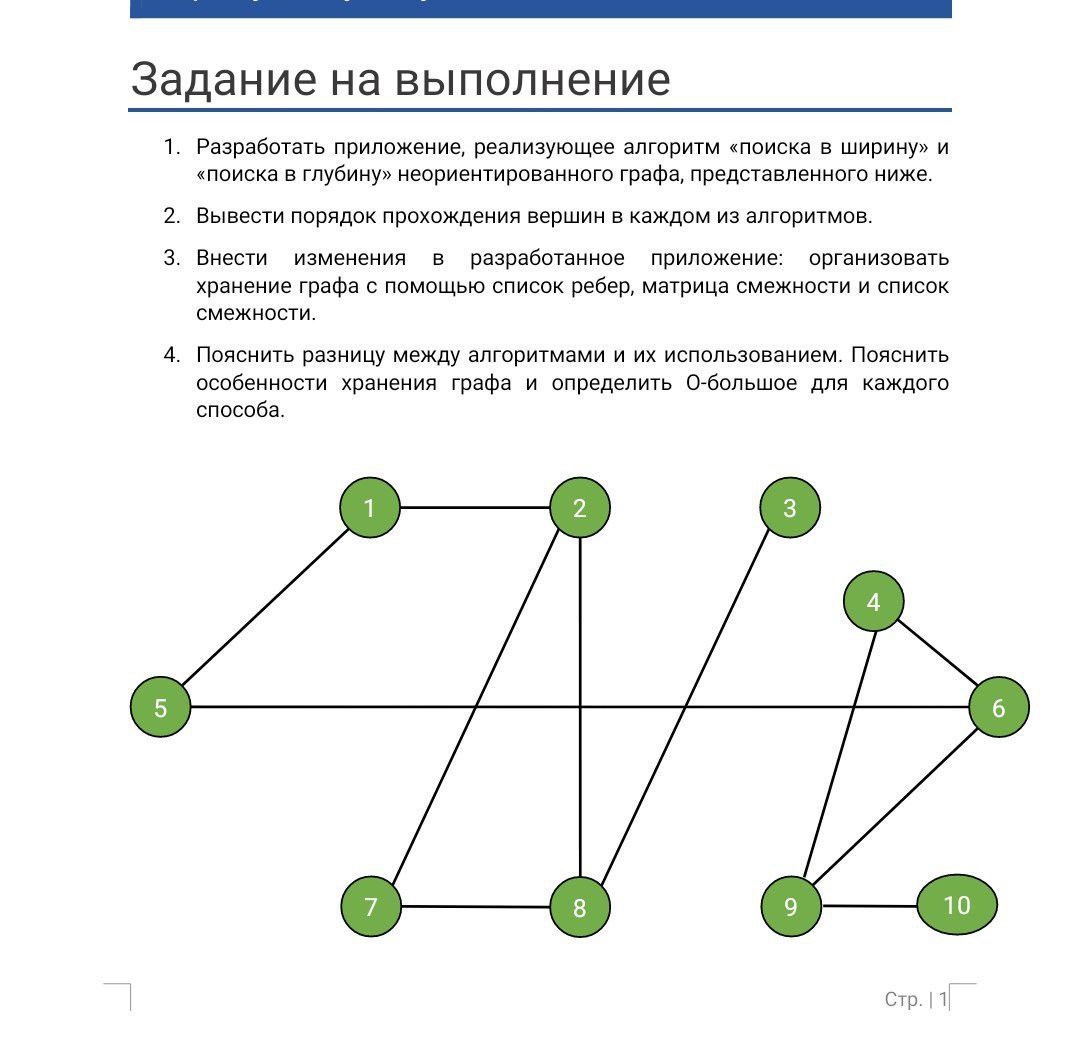 Задание на выполнение
1. Разработать приложение, реализующее алгоритм «поиска в ширину» и
«поиска в глубину» неориентированного графа, представленного ниже.
2. Вывести порядок прохождения вершин в каждом из алгоритмов.
3. Внести изменения в разработанное приложение: организовать
хранение графа с помощью список ребер, матрица смежности и список
смежности.
4. Пояснить разницу между алгоритмами и их использованием. Пояснить
особенности хранения графа и определить О-большое для каждого
способа.
1 2 3
4
5 6
7 8 9 10
Стр. | 1